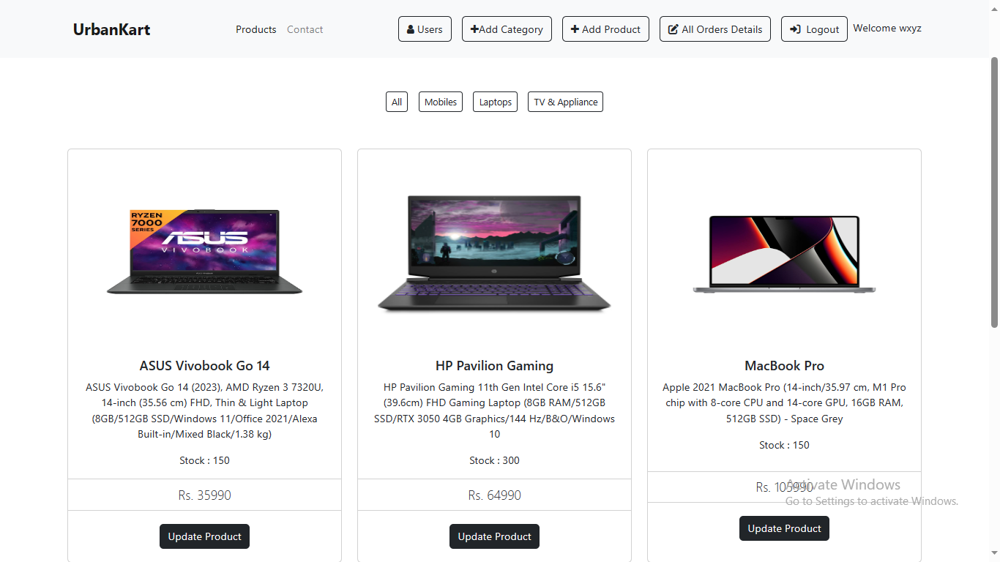 UrbanKart
Products Contact
Users
+Add Category
+ Add Product
All Orders Details
Logout
Welcome wxyz
All
Mobiles
Laptops
TV & Appliance
RYZEN
7000
SERIES
ASUS
VIVOBOOK
ASUS Vivobook Go 14
ASUS Vivobook Go 14 (2023), AMD Ryzen 3 7320U,
14-inch (35.56 cm) FHD, Thin & Light Laptop
(8GB/512GB SSD/Windows 11/Office 2021/Alexa
Built-in/Mixed Black/1.38 kg)
Stock : 150
Rs. 35990
Update Product
HP Pavilion Gaming
HP Pavilion Gaming 11th Gen Intel Core i5 15.6"
(39.6cm) FHD Gaming Laptop (8GB RAM/512GB
SSD/RTX 3050 4GB Graphics/144 Hz/B&O/Windows
10
Stock : 300
Rs. 64990
Update Product
MacBook Pro
Apple 2021 MacBook Pro (14-inch/35.97 cm, M1 Pro
chip with 8-core CPU and 14-core GPU, 16GB RAM,
512GB SSD) - Space Grey
Stock : 150
Rs. 105990
Update Product
Activate Windows
Go to Settings to activate Windows.